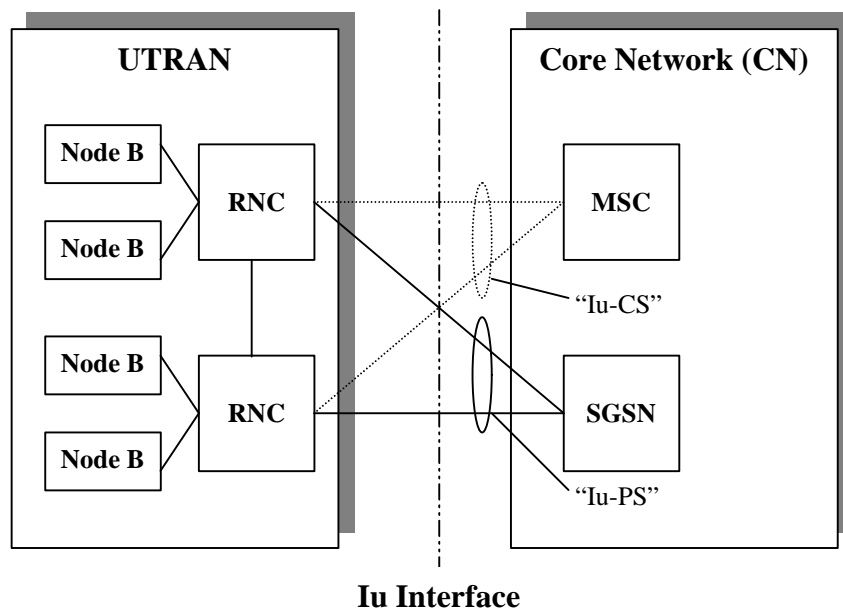 UTRAN
Core Network (CN)
Node B
Node B
RNC
MSC
“Iu-CS”
Node B
Node B
RNC
SGSN
“Iu-PS”
Iu Interface